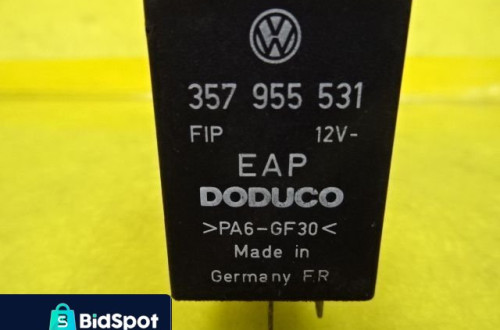 357 955 531
FIP 12V-
EAP
DODUCO
>PA6-GF30<
Made in
Germany F.R
BidSpot